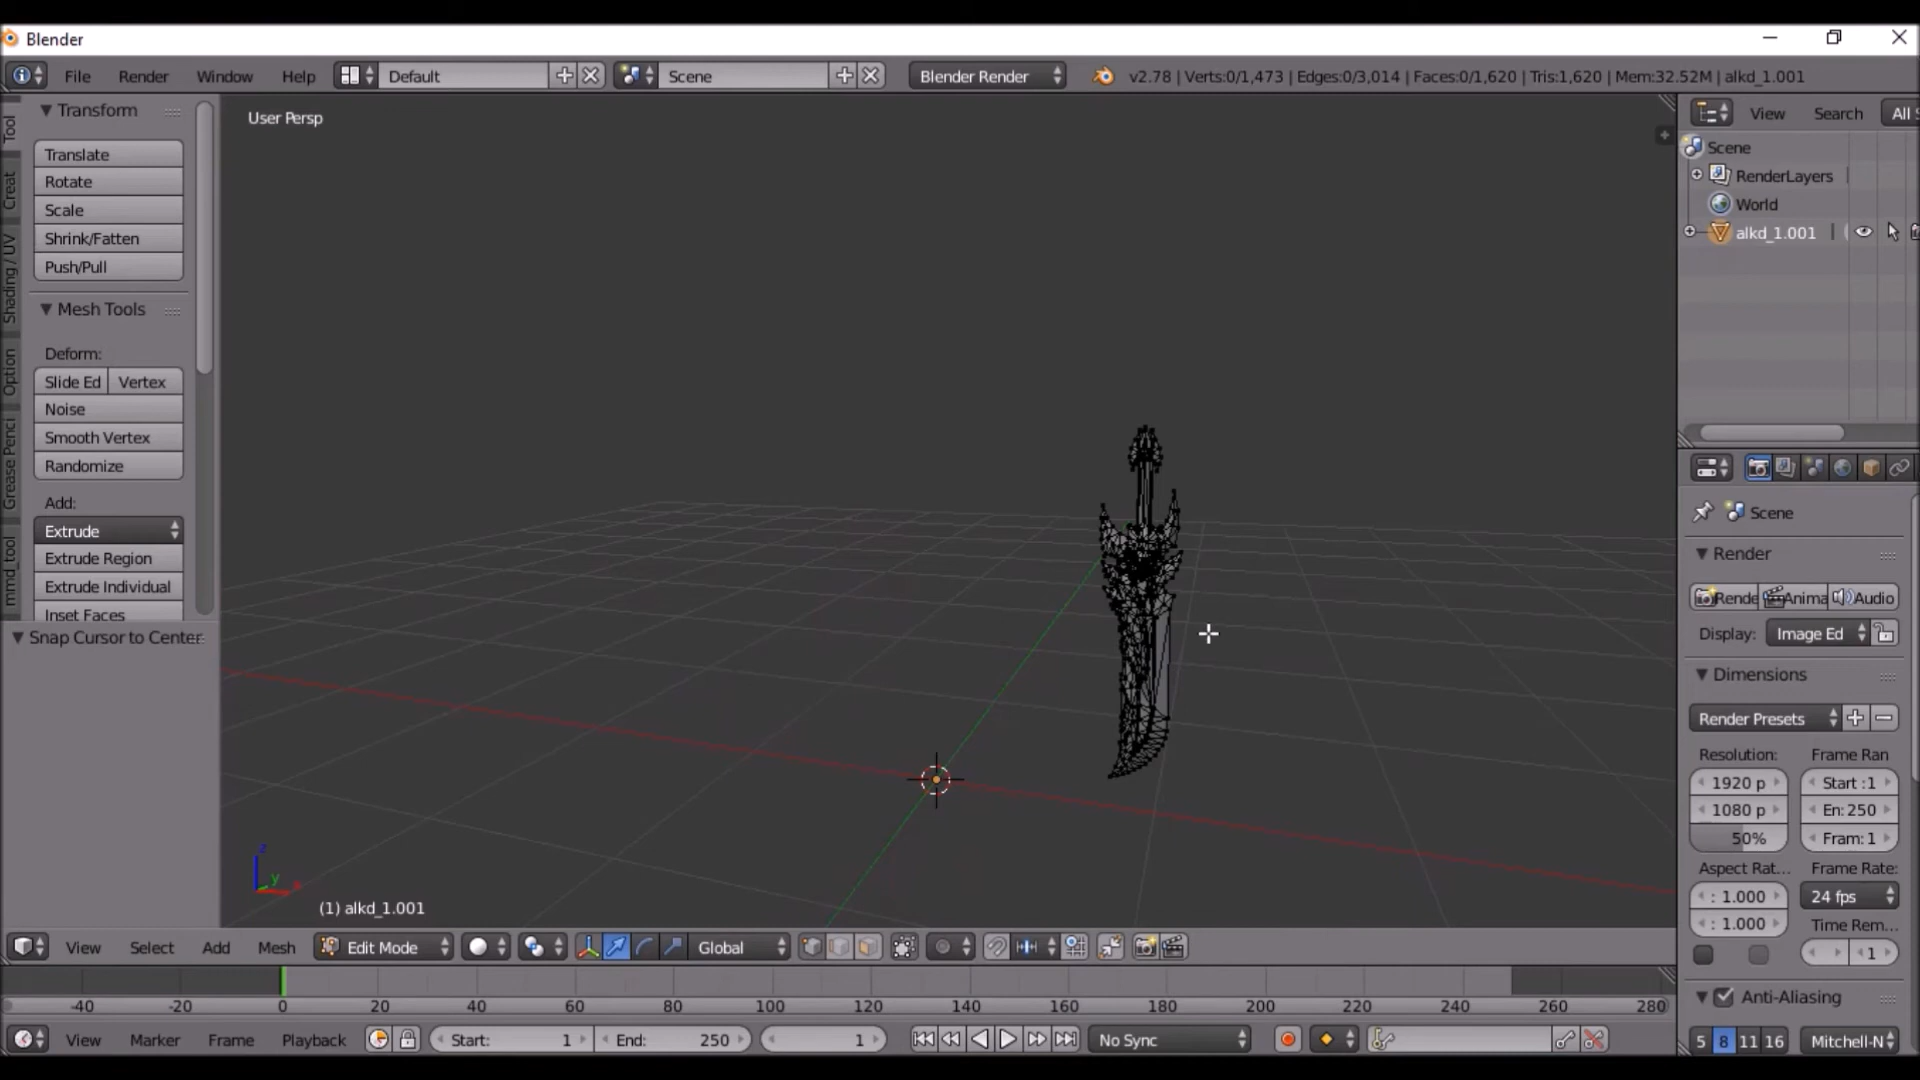 Blender
File Render Window Help Default Scene Blender Render v2.78 | Verts:0/1,473 | Edges:0/3,014 | Faces:0/1,620 | Tris:1,620 | Mem:32.52M | alkd_1.001
Tool
Creat
Shading / UV
Option
Grease Penci
mmd_tool
Transform
Translate
Rotate
Scale
Shrink/Fatten
Push/Pull
Mesh Tools
Deform:
Slide Ed Vertex
Noise
Smooth Vertex
Randomize
Add:
Extrude
Extrude Region
Extrude Individual
Inset Faces
Snap Cursor to Center
User Persp
z
y
x
(1) alkd_1.001
View Search All S
Scene
RenderLayers
World
alkd_1.001
Scene
Render
Rende Anima Audio
Display: Image Ed
Dimensions
Render Presets
Resolution: Frame Ran
1920 p Start :1
1080 p En: 250
50% Fram: 1
Aspect Rat... Frame Rate:
: 1.000 24 fps
: 1.000 Time Rem...
1
Anti-Aliasing
5 8 11 16 Mitchell-N
View Select Add Mesh Edit Mode Global
-40 -20 0 20 40 60 80 100 120 140 160 180 200 220 240 260 280
View Marker Frame Playback Start: 1 End: 250 1 No Sync